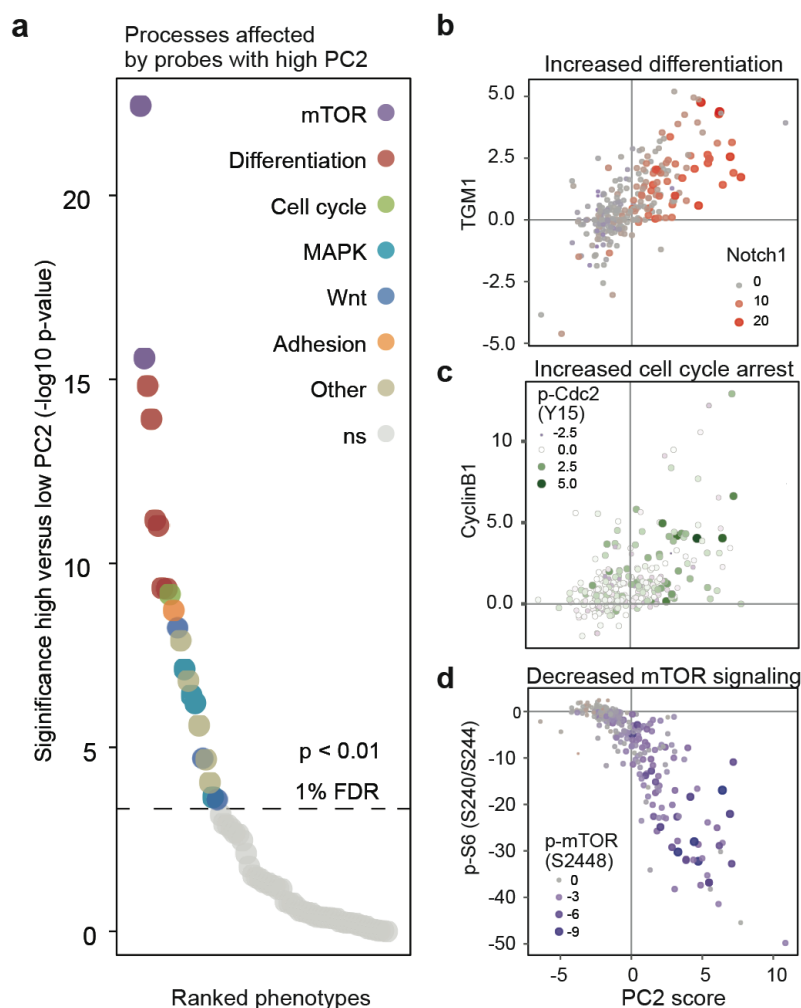 a
Processes affected
by probes with high PC2
Siginificance high versus low PC2 (-log10 p-value)
20
15
10
5
0
mTOR
Differentiation
Cell cycle
MAPK
Wnt
Adhesion
Other
ns
p < 0.01
1% FDR
Ranked phenotypes
b
Increased differentiation
TGM1
5.0
2.5
0.0
-2.5
-5.0
Notch1
0
10
20
c
Increased cell cycle arrest
CyclinB1
10
5.0
0.0
p-Cdc2
(Y15)
-2.5
0.0
2.5
5.0
d
Decreased mTOR signaling
p-S6 (S240/S244)
0
-10
-20
-30
-40
-50
p-mTOR
(S2448)
0
-3
-6
-9
-5
0
5
10
PC2 score